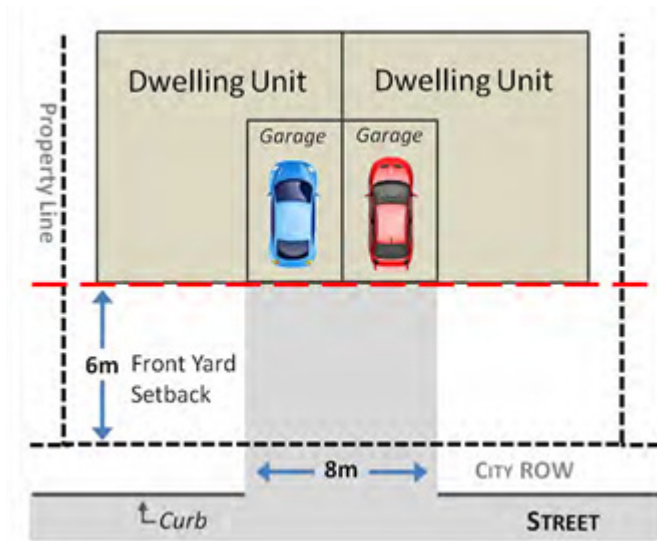 Dwelling Unit
Dwelling Unit
Property Line
Garage
Garage
6m
Front Yard
Setback
8m
CITY ROW
Curb
STREET